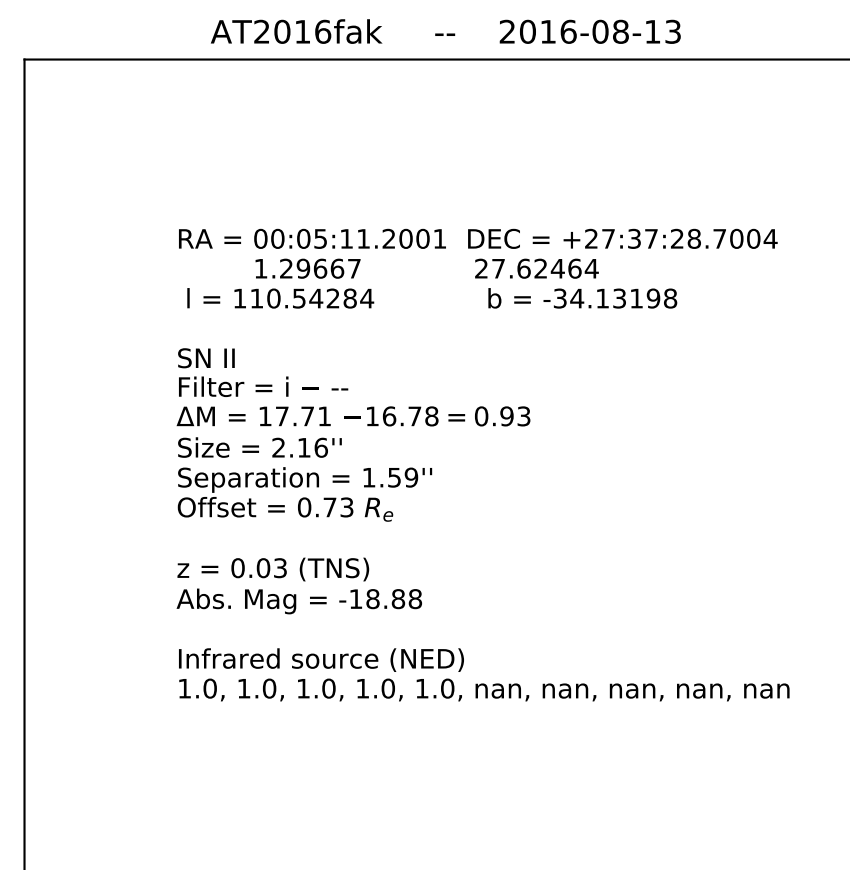 AT2016fak -- 2016-08-13
RA = 00:05:11.2001 DEC = +27:37:28.7004
1.29667 27.62464
l = 110.54284 b = -34.13198
SN II
Filter = i − --
ΔM = 17.71 −16.78 = 0.93
Size = 2.16''
Separation = 1.59''
Offset = 0.73 Rₑ
z = 0.03 (TNS)
Abs. Mag = -18.88
Infrared source (NED)
1.0, 1.0, 1.0, 1.0, 1.0, nan, nan, nan, nan, nan